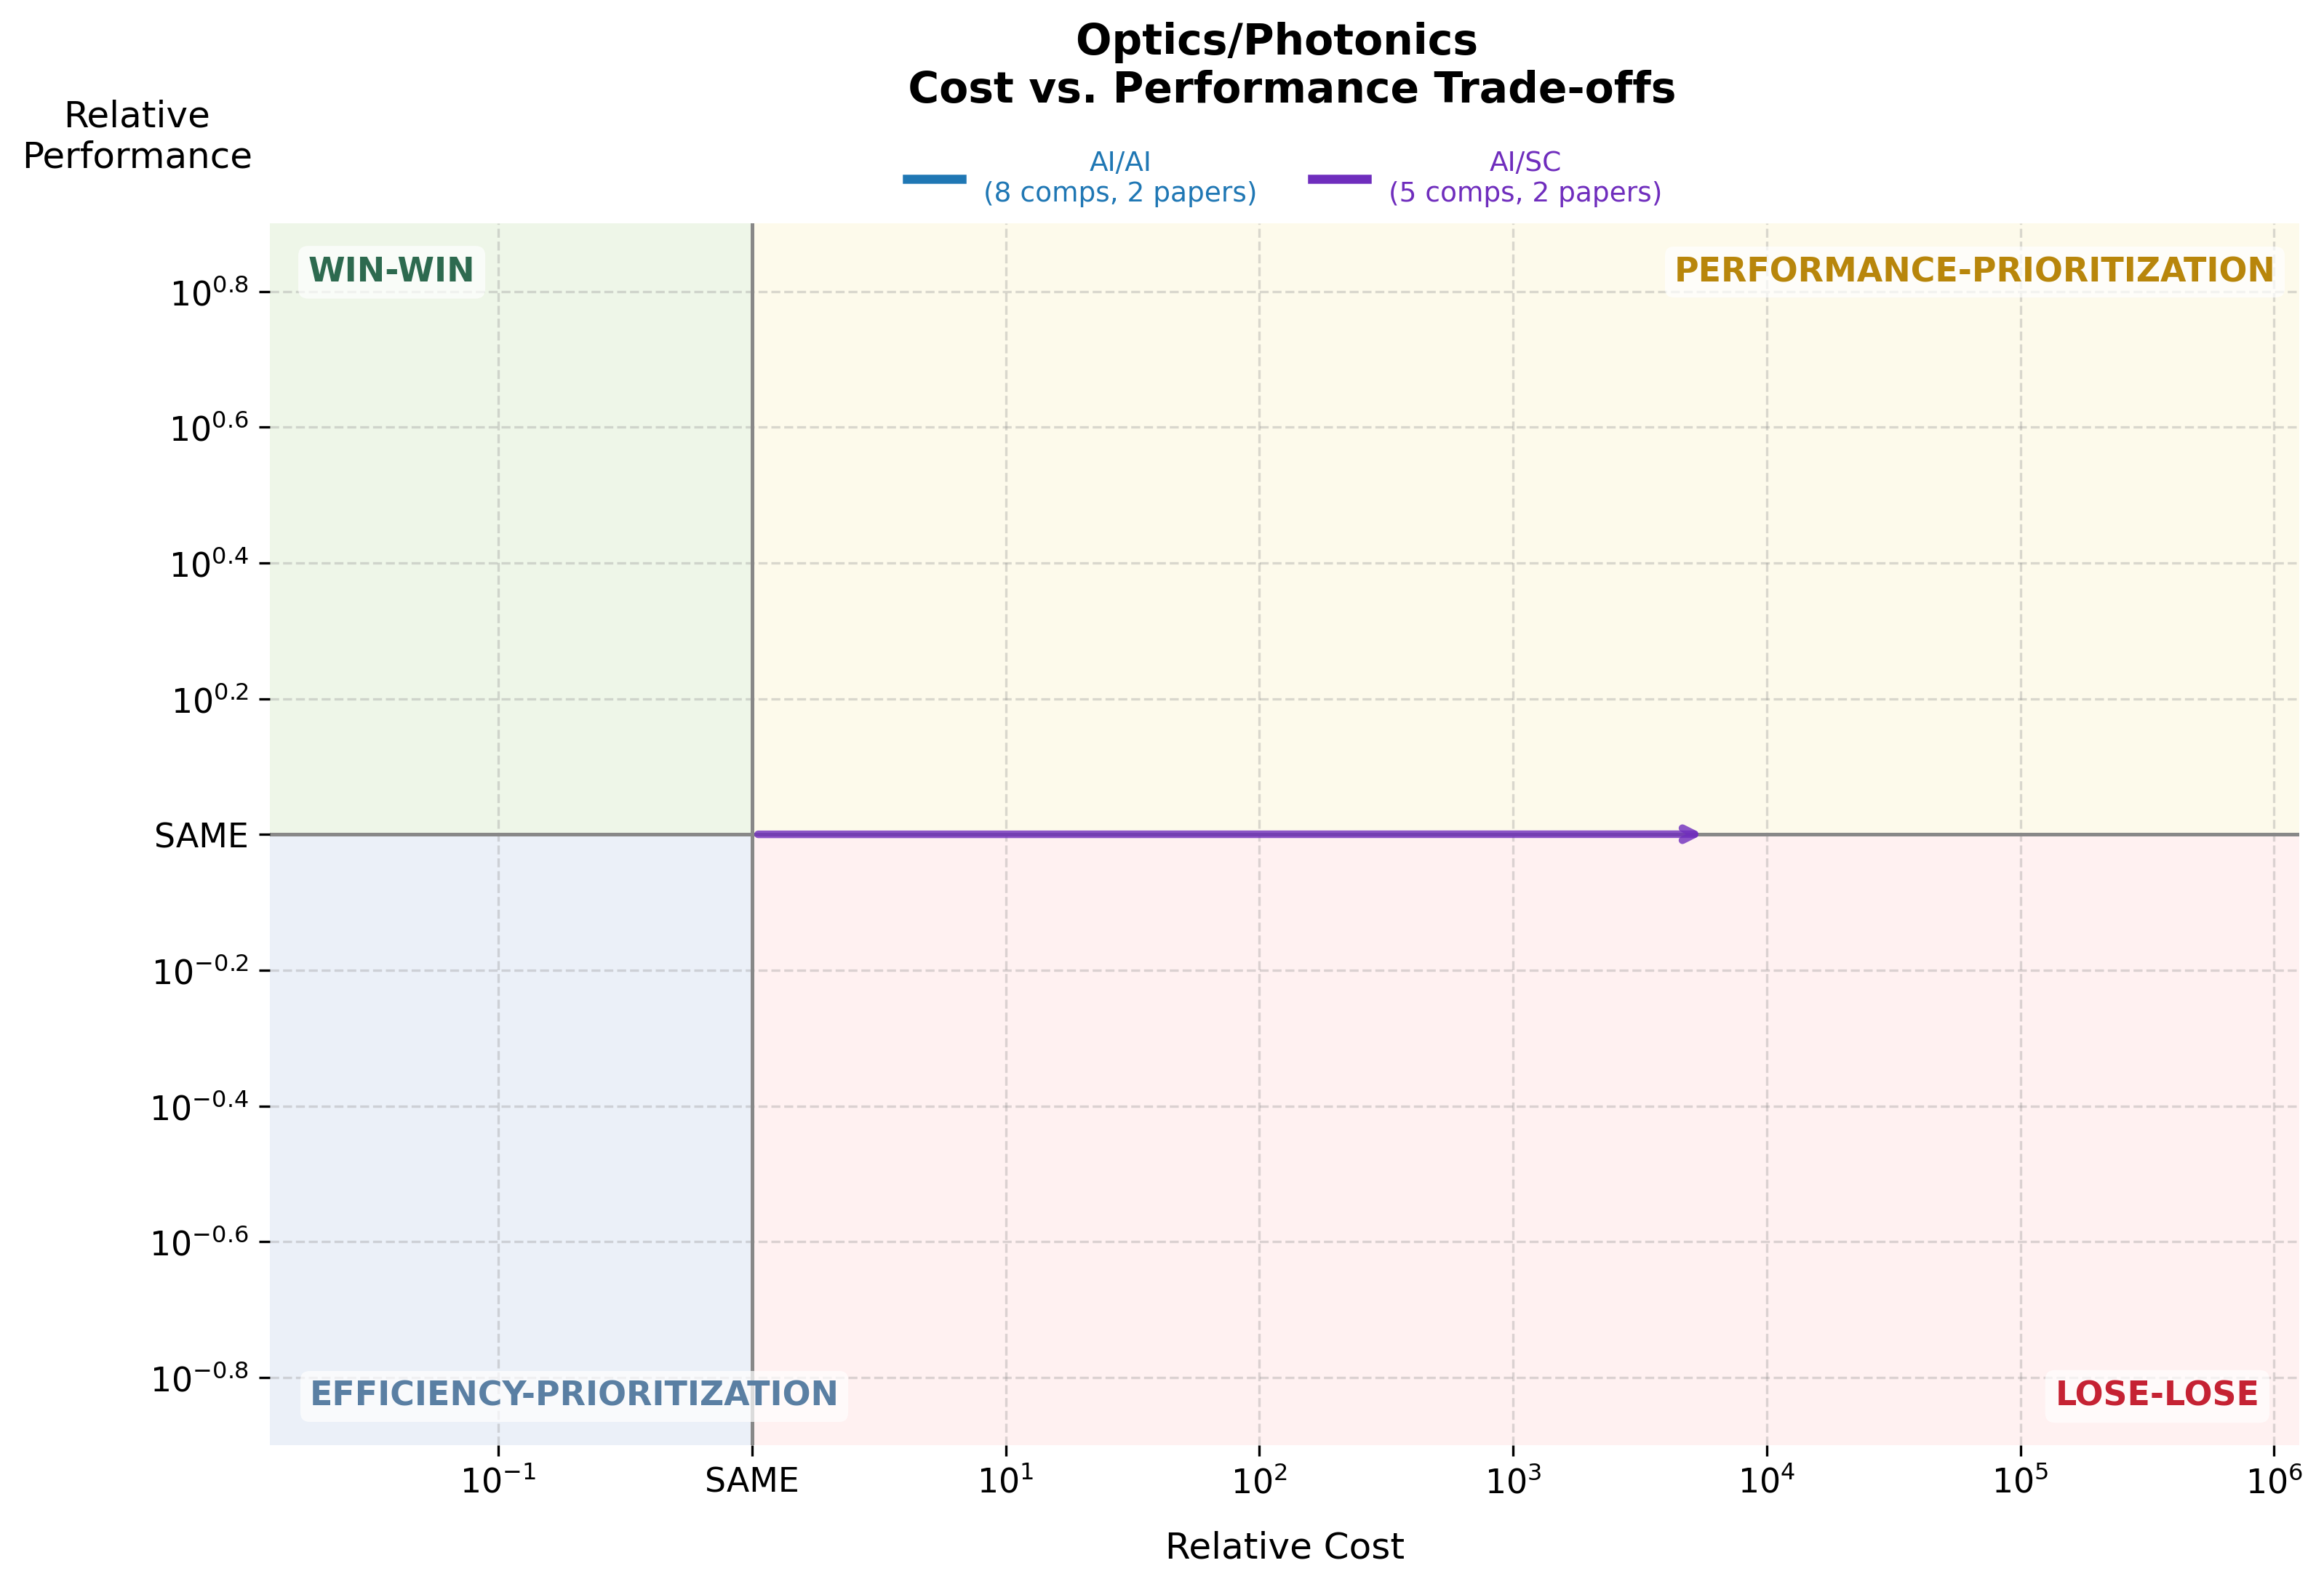 Optics/Photonics
Cost vs. Performance Trade-offs
Relative
Performance
AI/AI
(8 comps, 2 papers)
AI/SC
(5 comps, 2 papers)
WIN-WIN
PERFORMANCE-PRIORITIZATION
10^0.8
10^0.6
10^0.4
10^0.2
SAME
10^−0.2
10^−0.4
10^−0.6
10^−0.8
EFFICIENCY-PRIORITIZATION
LOSE-LOSE
10^−1 SAME 10^1 10^2 10^3 10^4 10^5 10^6
Relative Cost